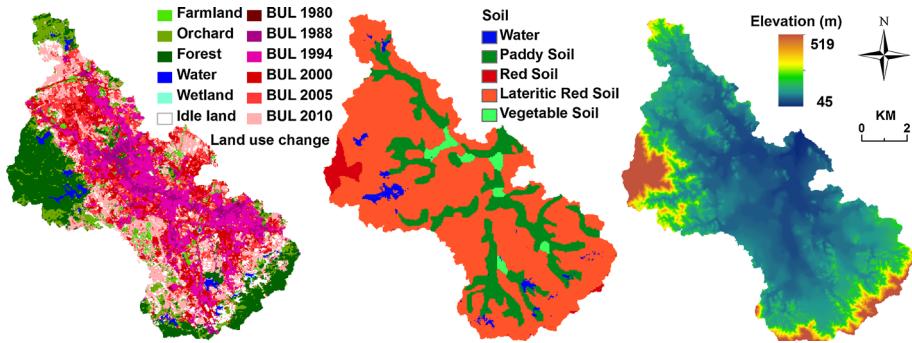 Farmland
Orchard
Forest
Water
Wetland
Idle land
BUL 1980
BUL 1988
BUL 1994
BUL 2000
BUL 2005
BUL 2010
Land use change
Soil
Water
Paddy Soil
Red Soil
Lateritic Red Soil
Vegetable Soil
Elevation (m)
519
45
N
KM
0 2